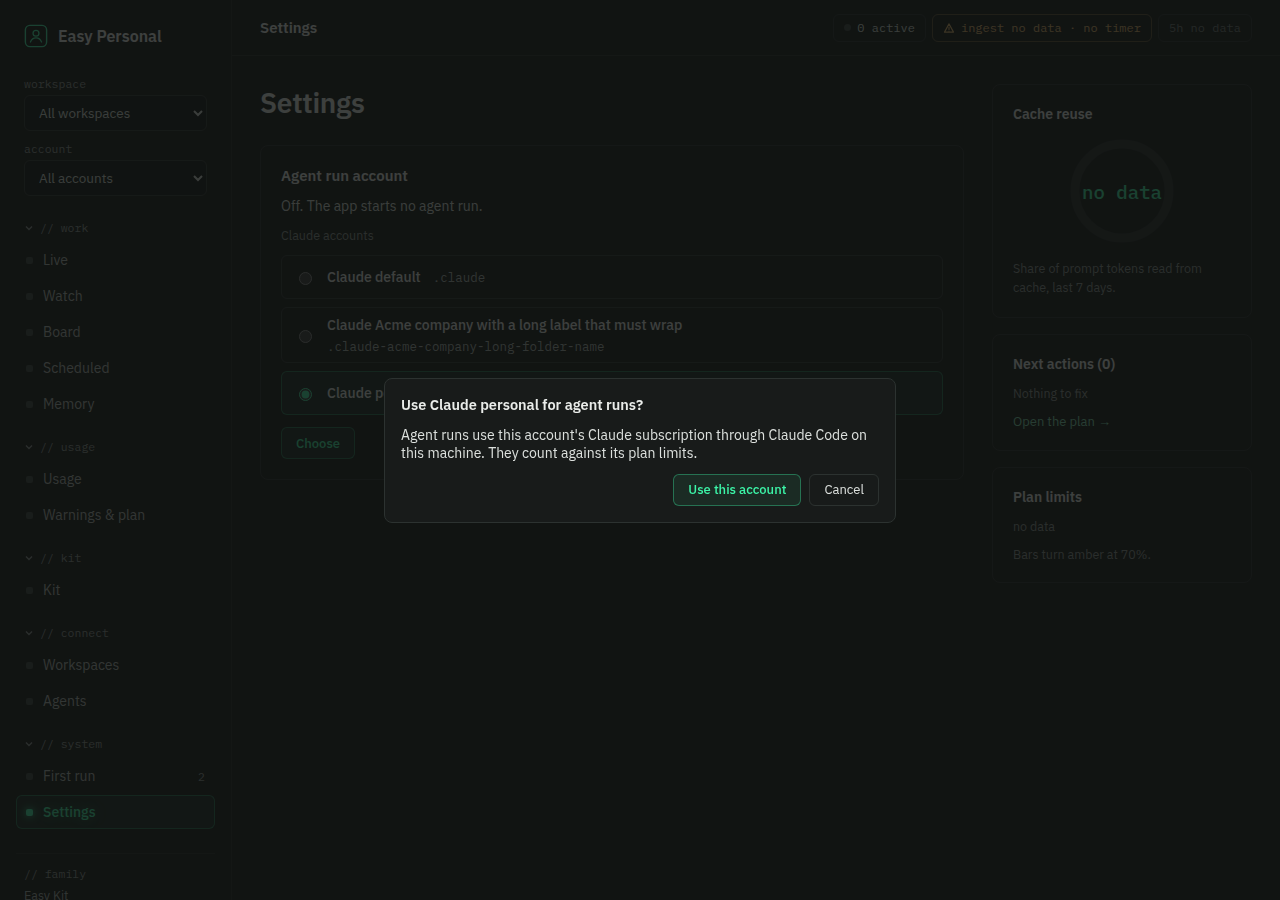 Easy Personal
workspace
All workspaces
account
All accounts
// work
Live
Watch
Board
Scheduled
Memory
// usage
Usage
Warnings & plan
// kit
Kit
// connect
Workspaces
Agents
// system
First run 2
Settings
// family
Easy Kit
Settings
0 active
ingest no data · no timer
5h no data
Settings
Agent run account
Off. The app starts no agent run.
Claude accounts
Claude default .claude
Claude Acme company with a long label that must wrap
.claude-acme-company-long-folder-name
Claude p
Choose
Use Claude personal for agent runs?
Agent runs use this account's Claude subscription through Claude Code on
this machine. They count against its plan limits.
Use this account
Cancel
Cache reuse
no data
Share of prompt tokens read from
cache, last 7 days.
Next actions (0)
Nothing to fix
Open the plan →
Plan limits
no data
Bars turn amber at 70%.